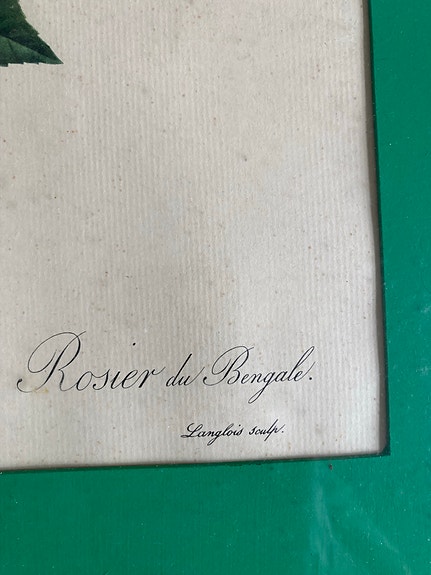 Rosier du Bengale.
Langlois sculp.